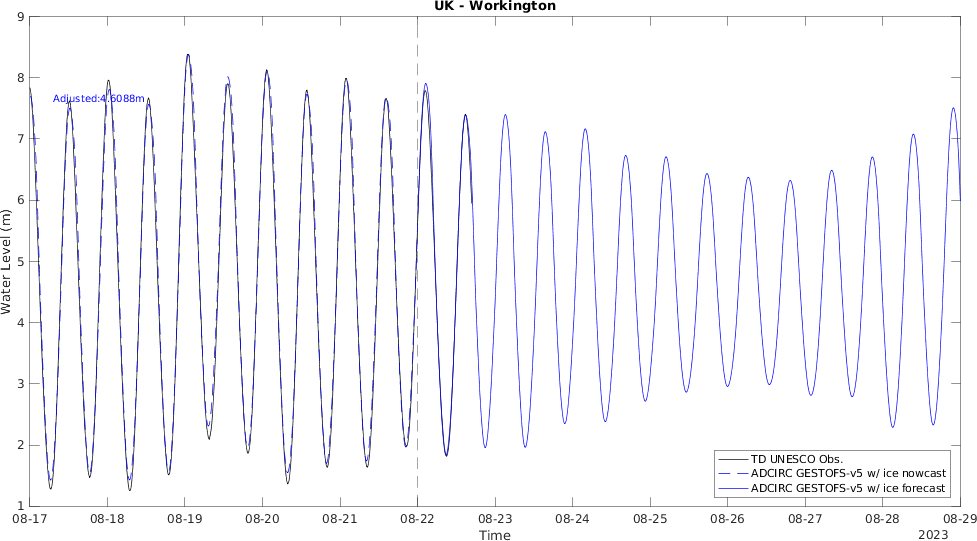 UK - Workington
9
8
7
6
5
4
3
2
1
Water Level (m)
Adjusted:4.6088m
TD UNESCO Obs.
ADCIRC GESTOFS-v5 w/ ice nowcast
ADCIRC GESTOFS-v5 w/ ice forecast
08-17 08-18 08-19 08-20 08-21 08-22 08-23 08-24 08-25 08-26 08-27 08-28 08-29
Time
2023